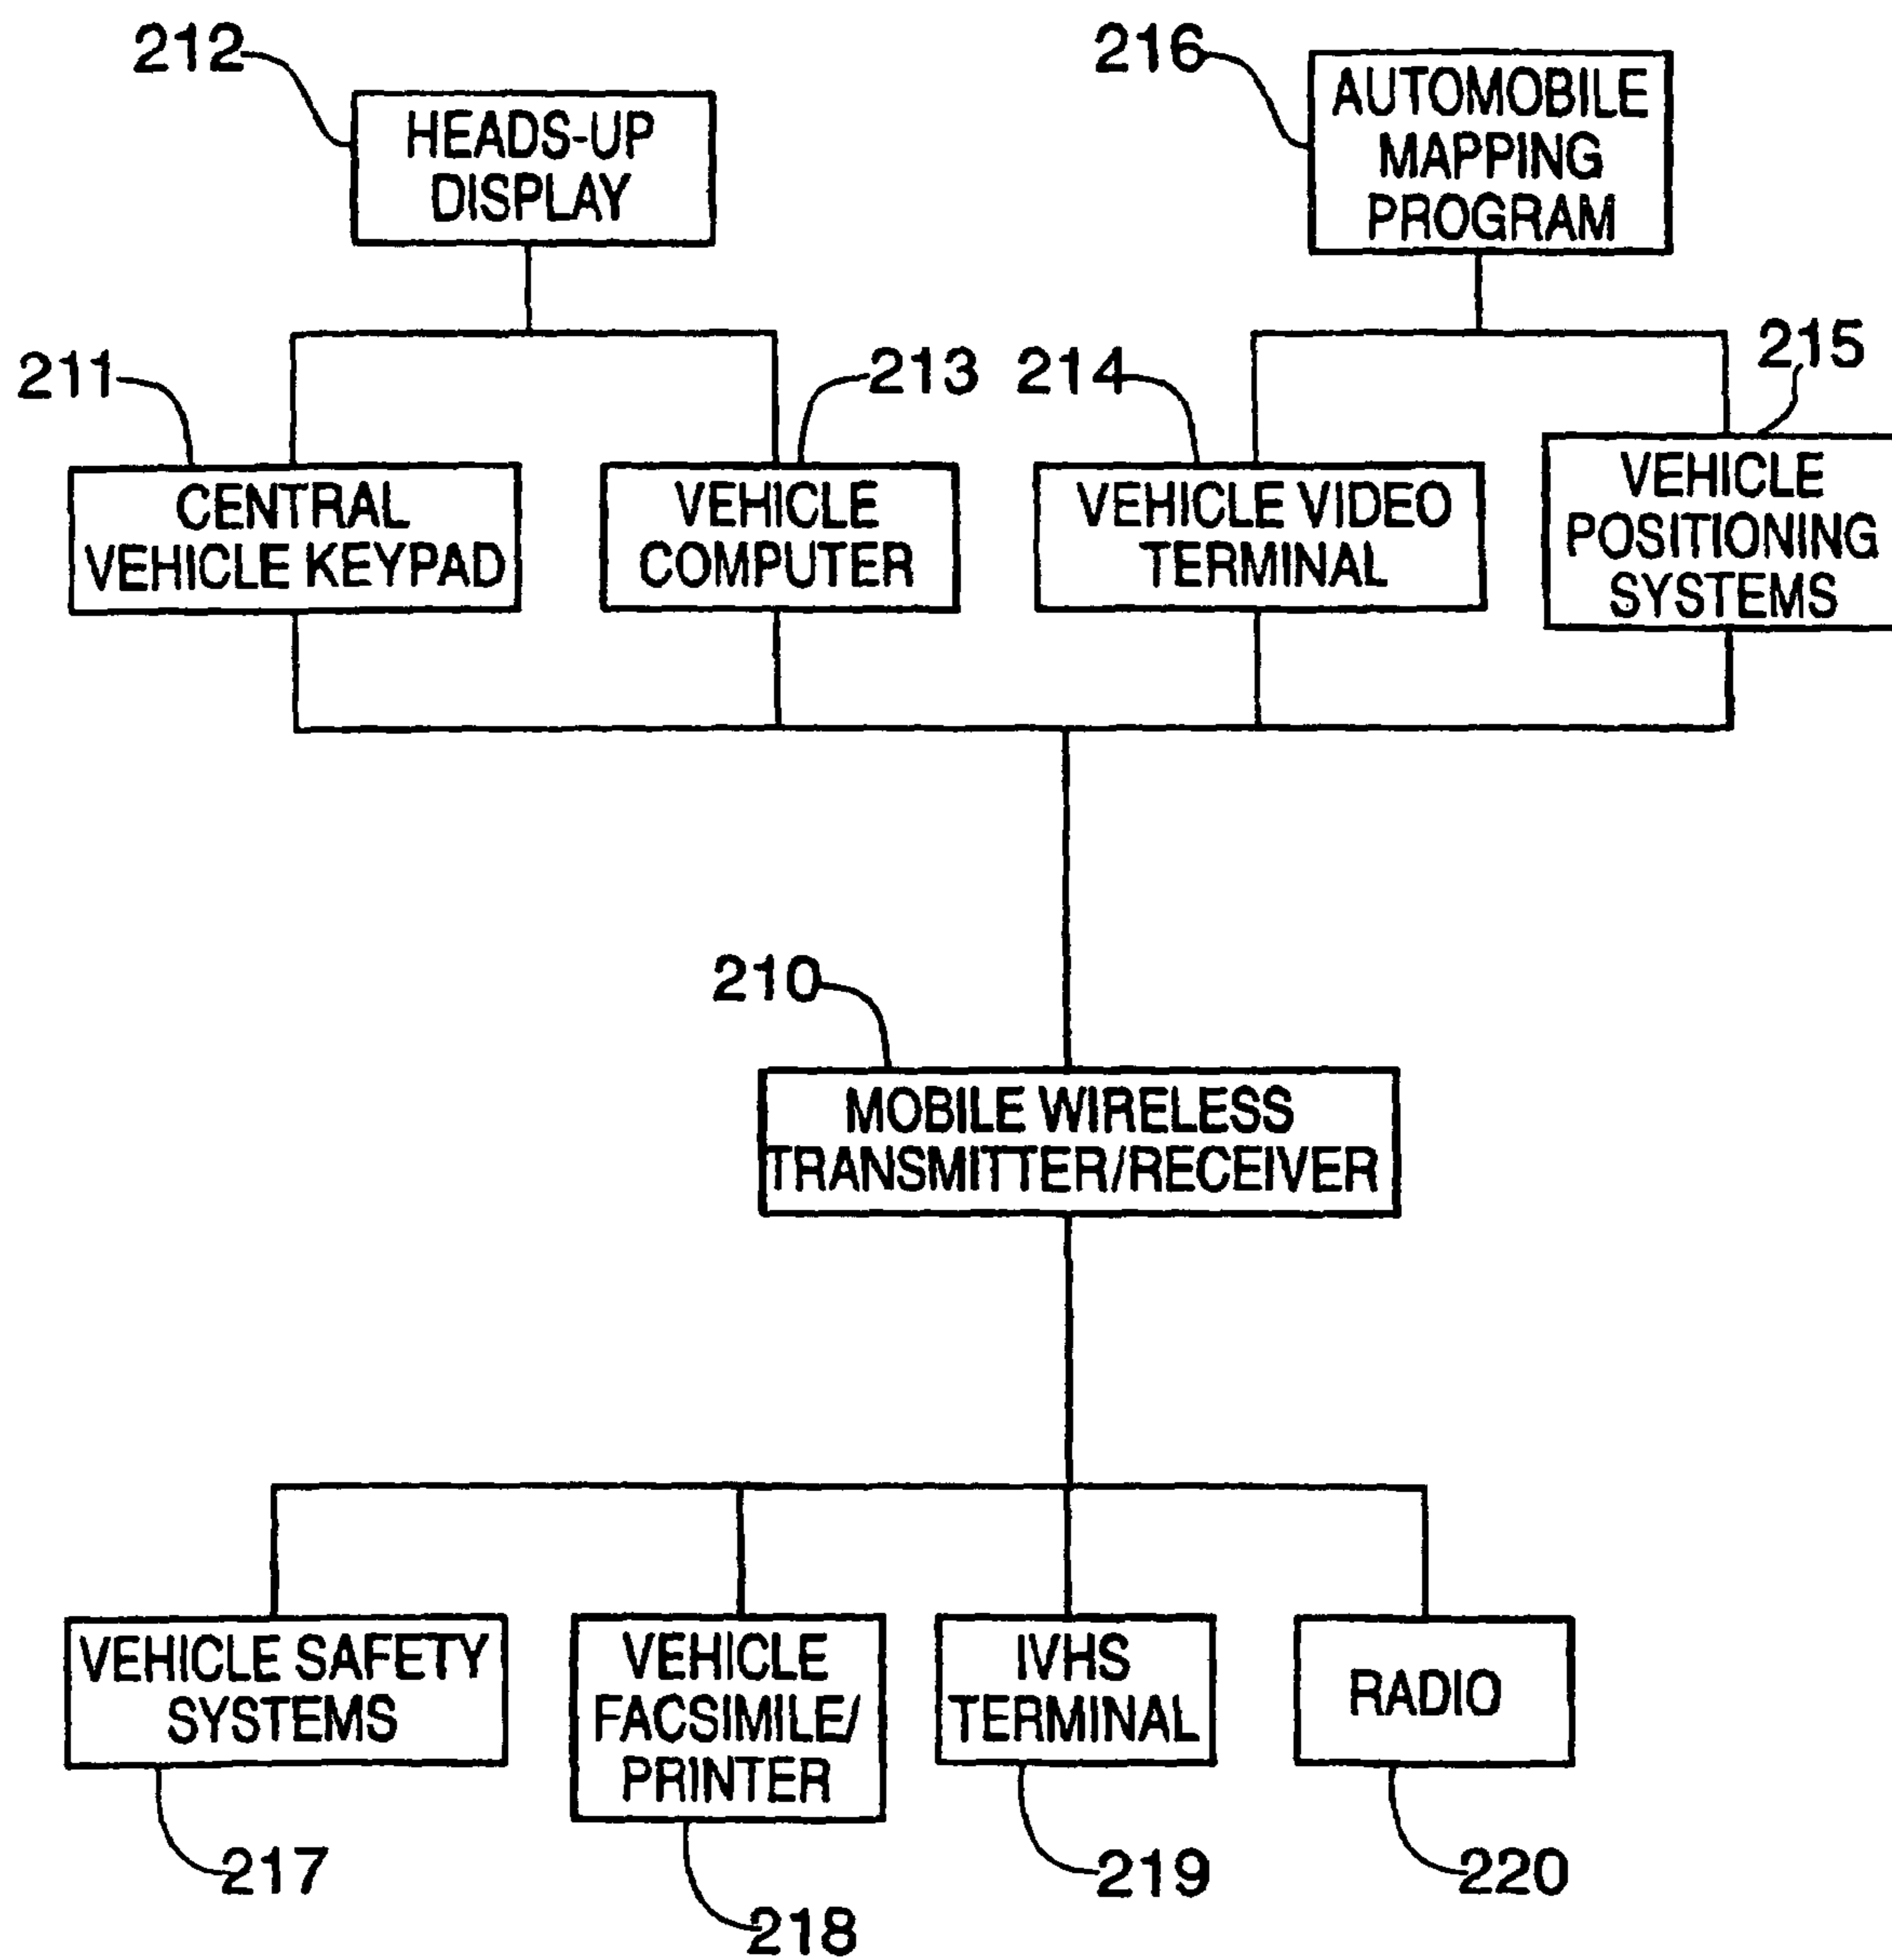 212
HEADS-UP
DISPLAY
216
AUTOMOBILE
MAPPING
PROGRAM
211
CENTRAL
VEHICLE KEYPAD
213
VEHICLE
COMPUTER
214
VEHICLE VIDEO
TERMINAL
215
VEHICLE
POSITIONING
SYSTEMS
210
MOBILE WIRELESS
TRANSMITTER/RECEIVER
VEHICLE SAFETY
SYSTEMS
217
VEHICLE
FACSIMILE/
PRINTER
218
IVHS
TERMINAL
219
RADIO
220